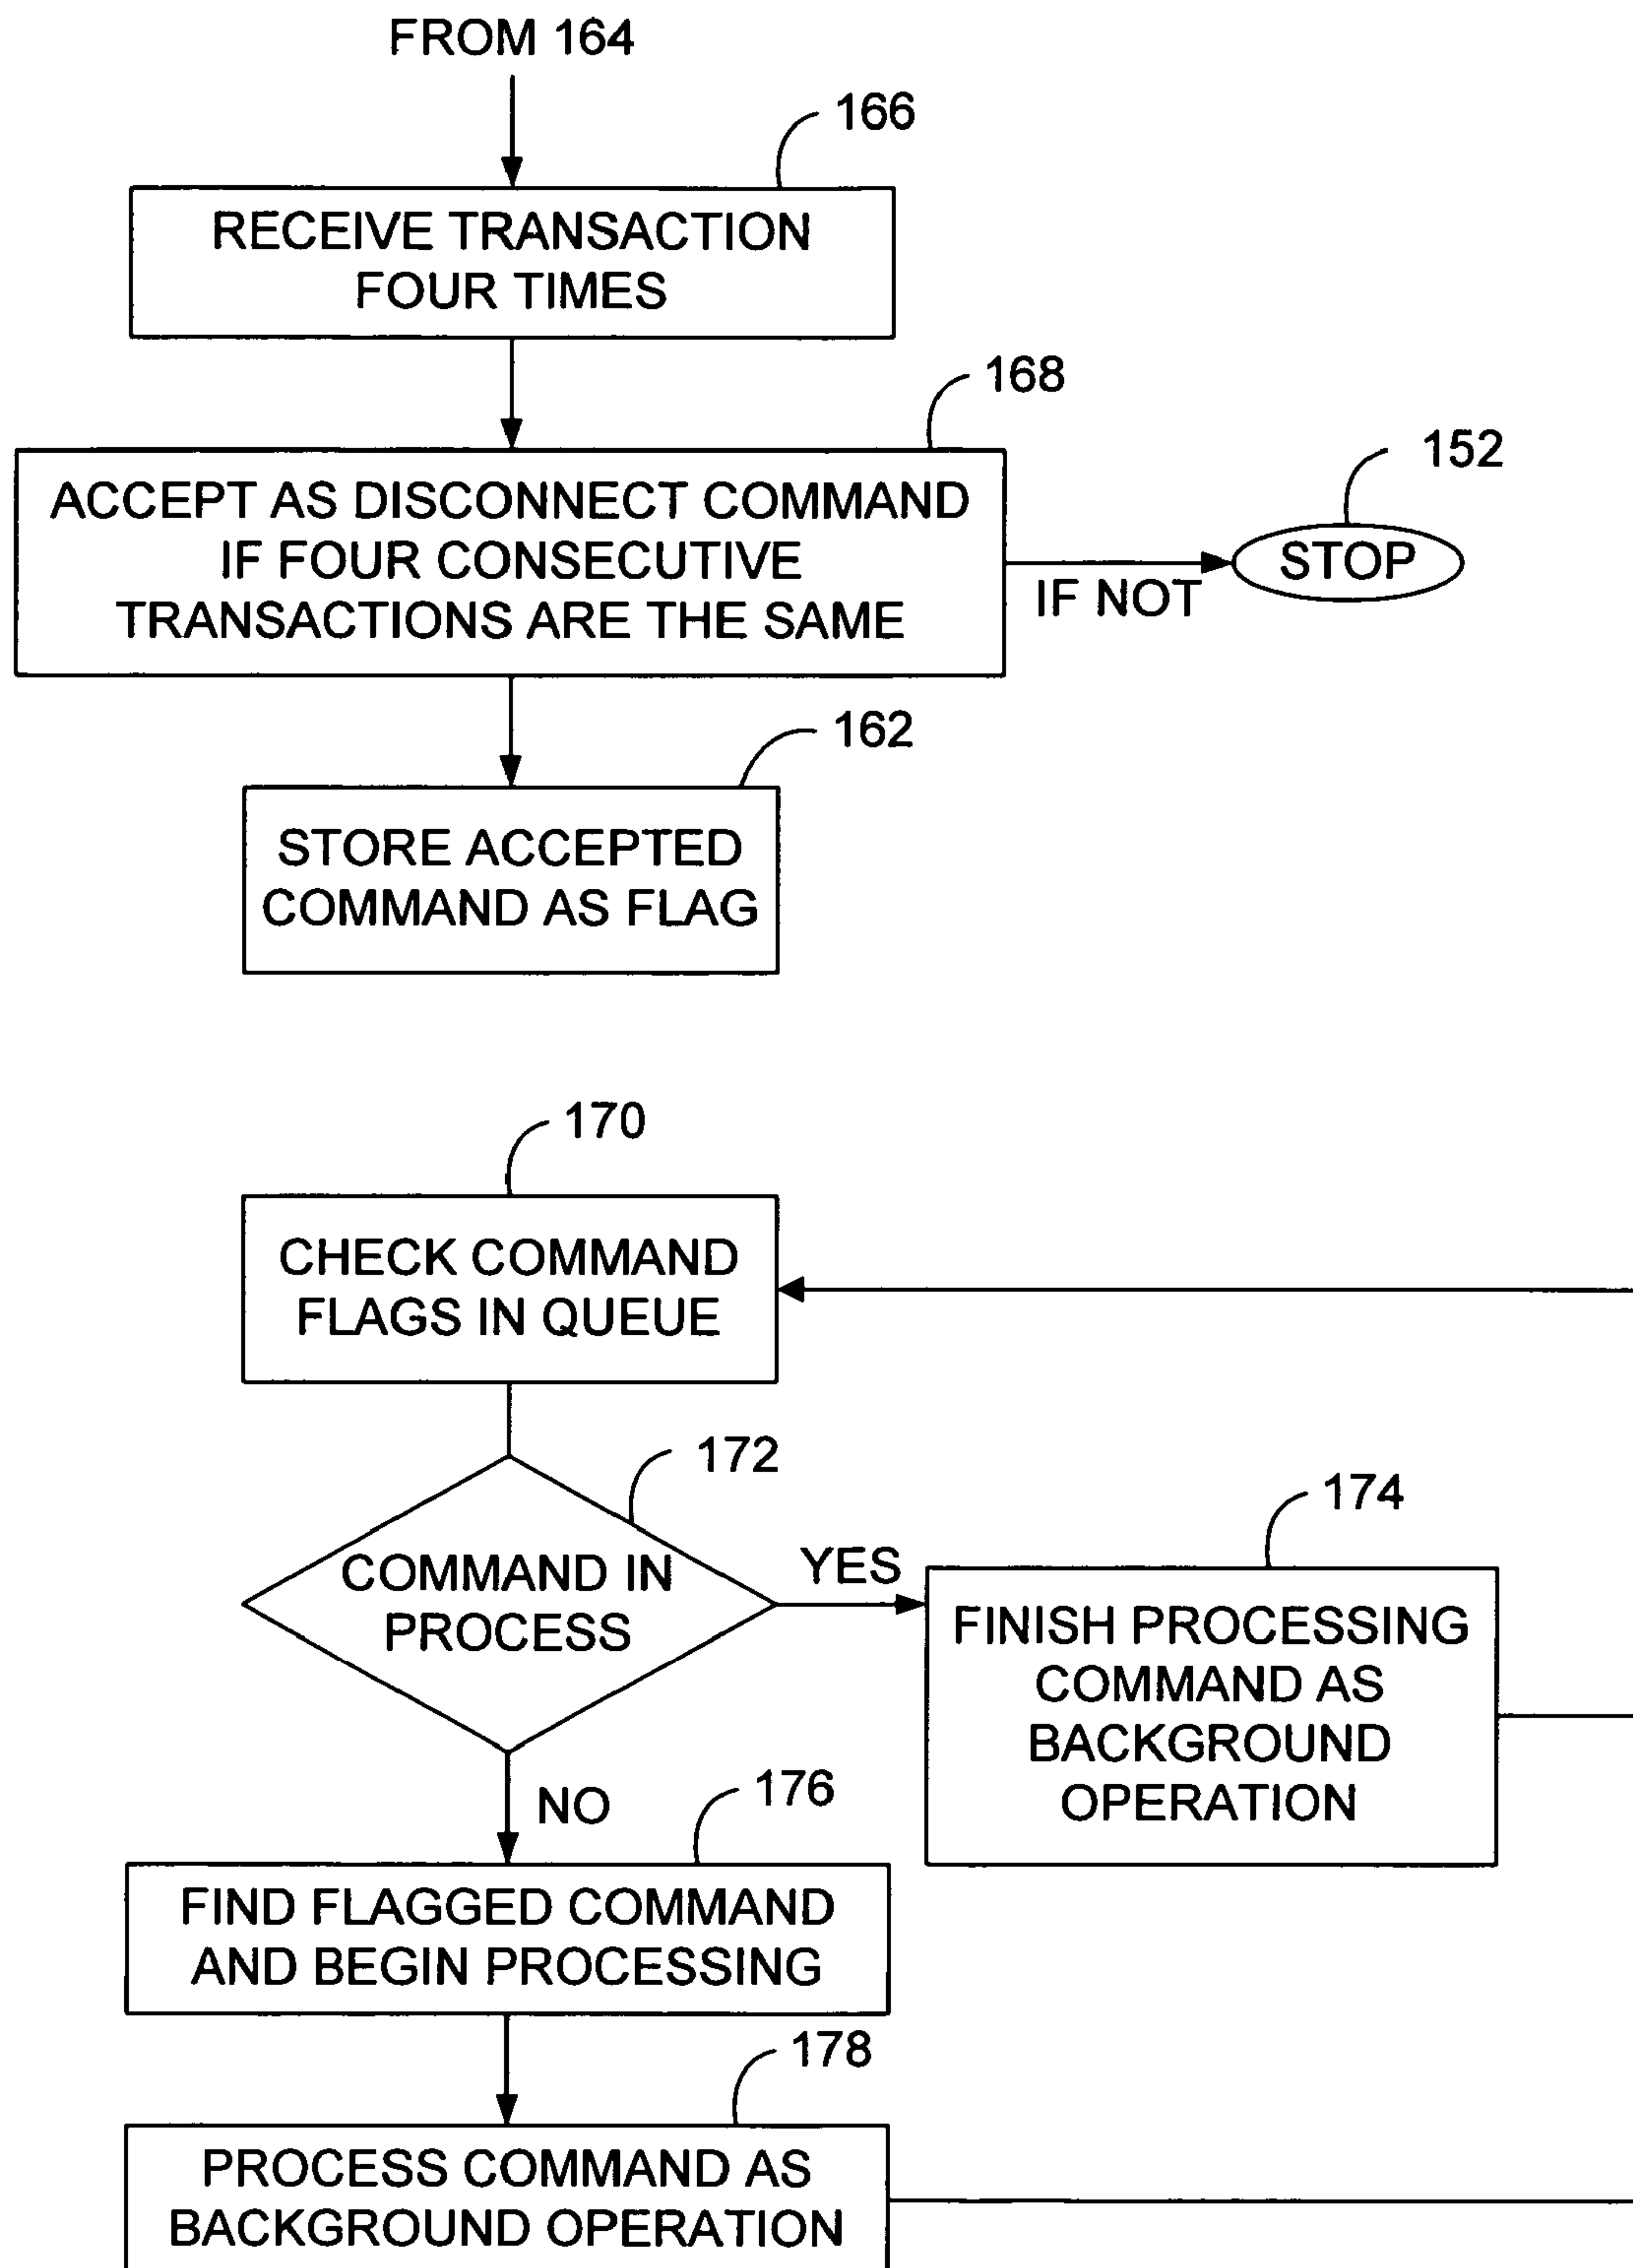 FROM 164
166
RECEIVE TRANSACTION
FOUR TIMES
168
ACCEPT AS DISCONNECT COMMAND
IF FOUR CONSECUTIVE
TRANSACTIONS ARE THE SAME
IF NOT
152
STOP
162
STORE ACCEPTED
COMMAND AS FLAG
170
CHECK COMMAND
FLAGS IN QUEUE
172
COMMAND IN
PROCESS
YES
174
FINISH PROCESSING
COMMAND AS
BACKGROUND
OPERATION
NO
176
FIND FLAGGED COMMAND
AND BEGIN PROCESSING
178
PROCESS COMMAND AS
BACKGROUND OPERATION